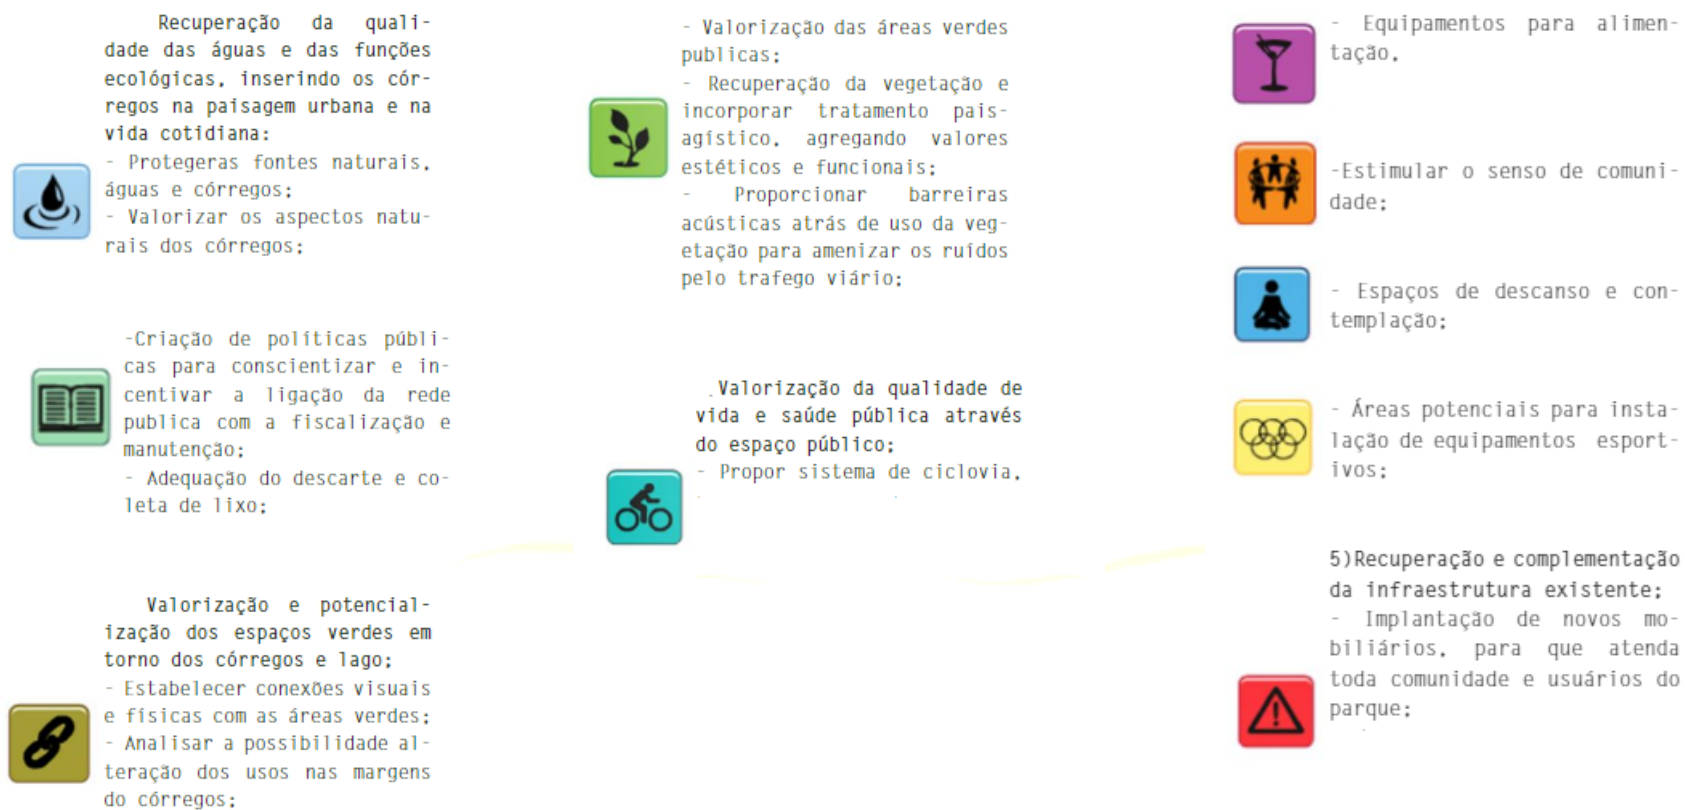 Recuperação da quali-
dade das águas e das funções
ecológicas, inserindo os cór-
regos na paisagem urbana e na
vida cotidiana:
- Protegeras fontes naturais,
águas e córregos;
- Valorizar os aspectos natu-
rais dos córregos;
-Criação de políticas públi-
cas para conscientizar e in-
centivar a ligação da rede
publica com a fiscalização e
manutenção;
- Adequação do descarte e co-
leta de lixo;
Valorização e potencial-
ização dos espaços verdes em
torno dos córregos e lago;
- Estabelecer conexões visuais
e físicas com as áreas verdes;
- Analisar a possibilidade al-
teração dos usos nas margens
do córregos;
- Valorização das áreas verdes
publicas;
- Recuperação da vegetação e
incorporar tratamento pais-
agístico, agregando valores
estéticos e funcionais;
- Proporcionar barreiras
acústicas atrás de uso da veg-
etação para amenizar os ruídos
pelo trafego viário;
.Valorização da qualidade de
vida e saúde pública através
do espaço público;
- Propor sistema de ciclovia,
- Equipamentos para alimen-
tação,
-Estimular o senso de comuni-
dade;
- Espaços de descanso e con-
templação;
- Áreas potenciais para insta-
lação de equipamentos esport-
ivos;
5)Recuperação e complementação
da infraestrutura existente;
- Implantação de novos mo-
biliários, para que atenda
toda comunidade e usuários do
parque;